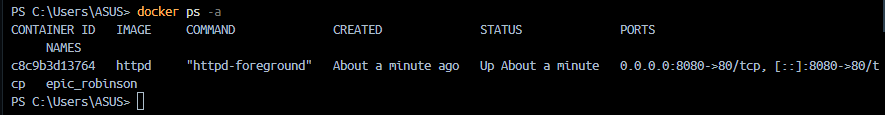 PS C:\Users\ASUS> docker ps -a
CONTAINER ID   IMAGE     COMMAND              CREATED              STATUS              PORTS
     NAMES
c8c9b3d13764   httpd     "httpd-foreground"   About a minute ago   Up About a minute   0.0.0.0:8080->80/tcp, [::]:8080->80/t
cp   epic_robinson
PS C:\Users\ASUS>